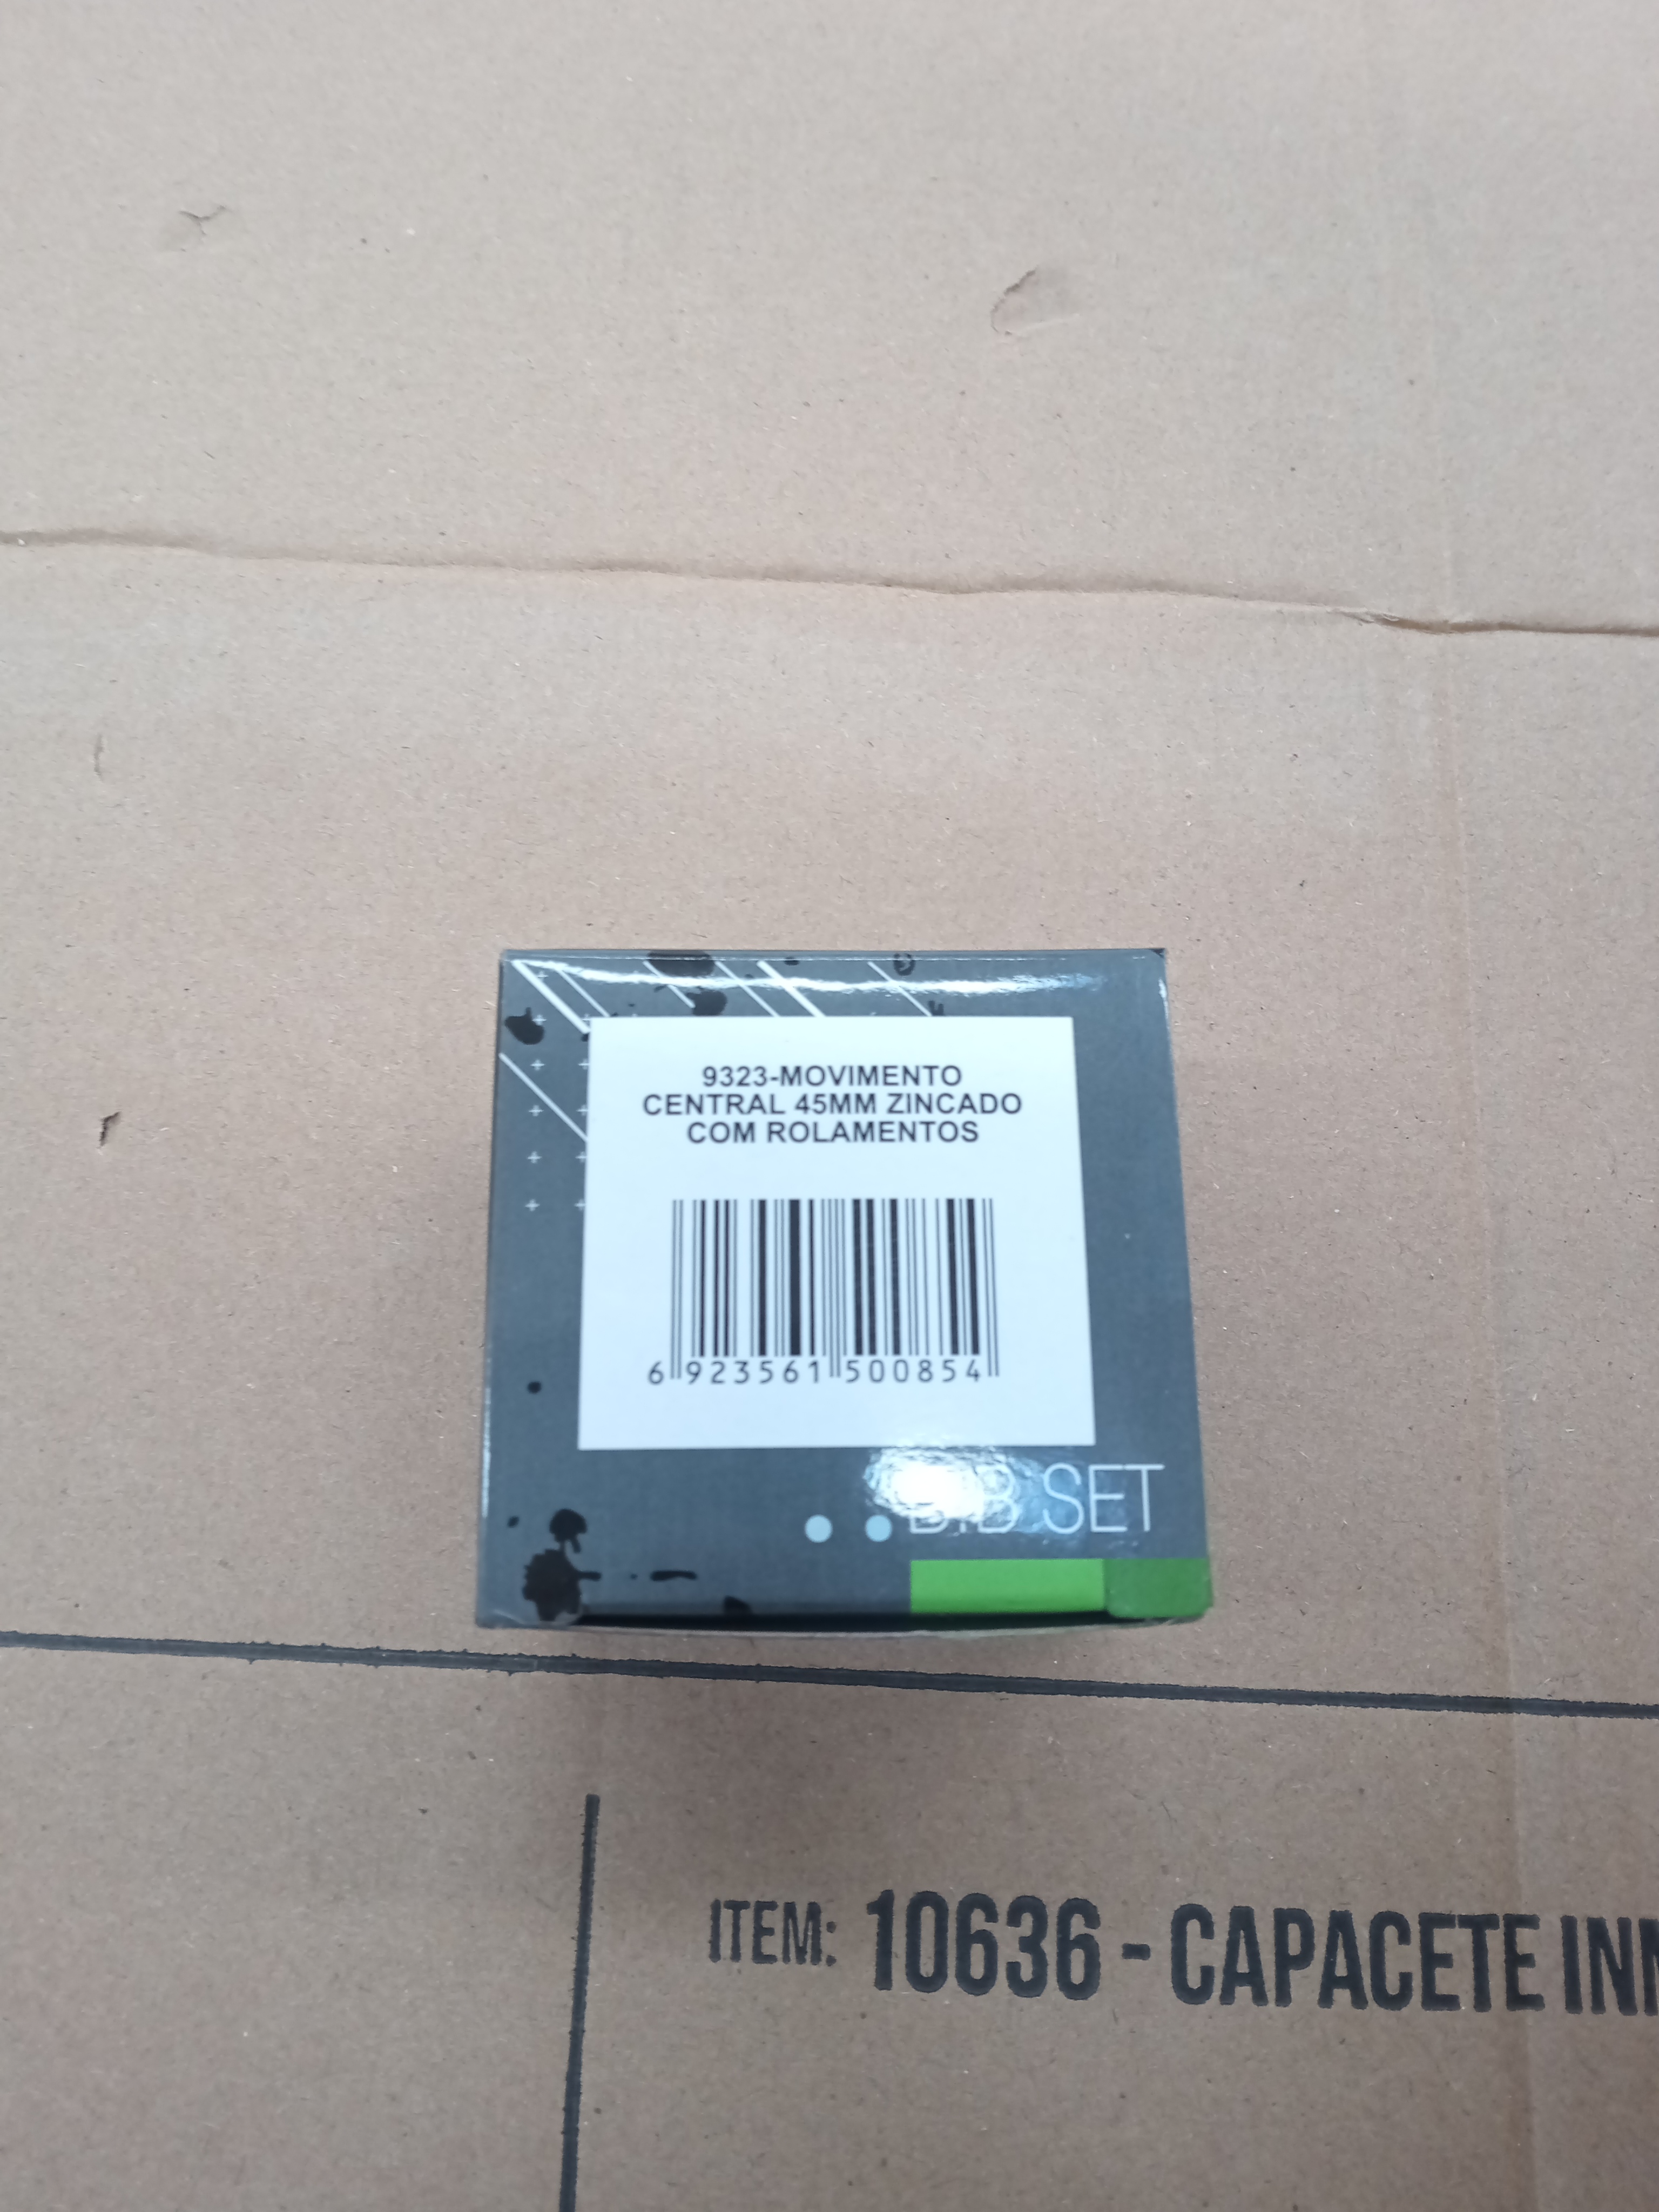 9323-MOVIMENTO
CENTRAL 45MM ZINCADO
COM ROLAMENTOS
6 923561 500854
B.B SET
ITEM: 10636 - CAPACETE